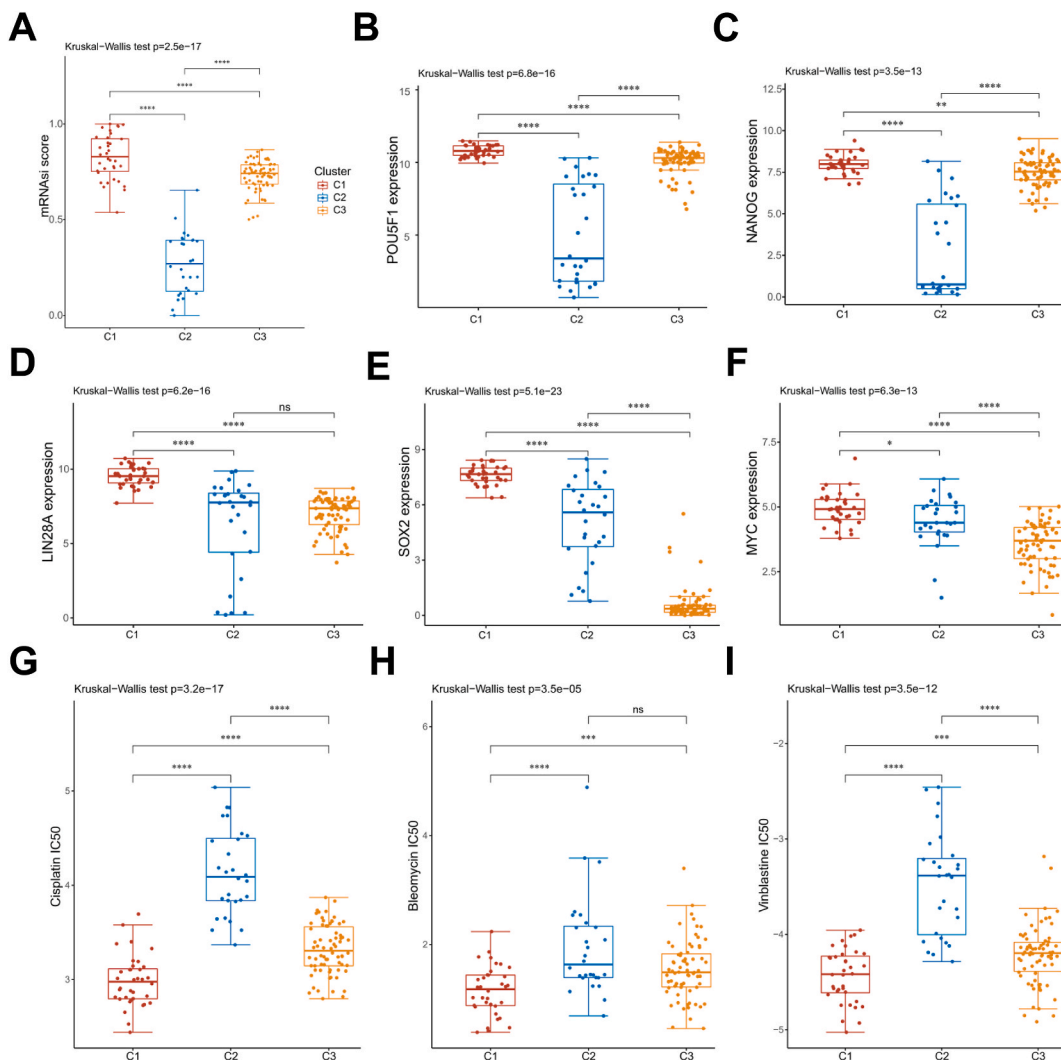 A
Kruskal−Wallis test p=2.5e−17
****
****
****
mRNAsi score
1.0
0.5
0.0
C1
C2
C3
Cluster
C1
C2
C3
B
Kruskal−Wallis test p=6.8e−16
****
****
****
POU5F1 expression
15
10
5
C1
C2
C3
C
Kruskal−Wallis test p=3.5e−13
****
**
****
NANOG expression
12.5
10.0
7.5
5.0
2.5
0.0
C1
C2
C3
D
Kruskal−Wallis test p=6.2e−16
ns
****
****
LIN28A expression
10
5
0
C1
C2
C3
E
Kruskal−Wallis test p=5.1e−23
****
****
****
SOX2 expression
9
6
3
0
C1
C2
C3
F
Kruskal−Wallis test p=6.3e−13
****
****
*
MYC expression
7.5
5.0
2.5
C1
C2
C3
G
Kruskal−Wallis test p=3.2e−17
****
****
****
Cisplatin IC50
5
4
3
C1
C2
C3
H
Kruskal−Wallis test p=3.5e−05
ns
***
****
Bleomycin IC50
6
4
2
C1
C2
C3
I
Kruskal−Wallis test p=3.5e−12
****
***
****
Vinblastine IC50
−2
−3
−4
−5
C1
C2
C3